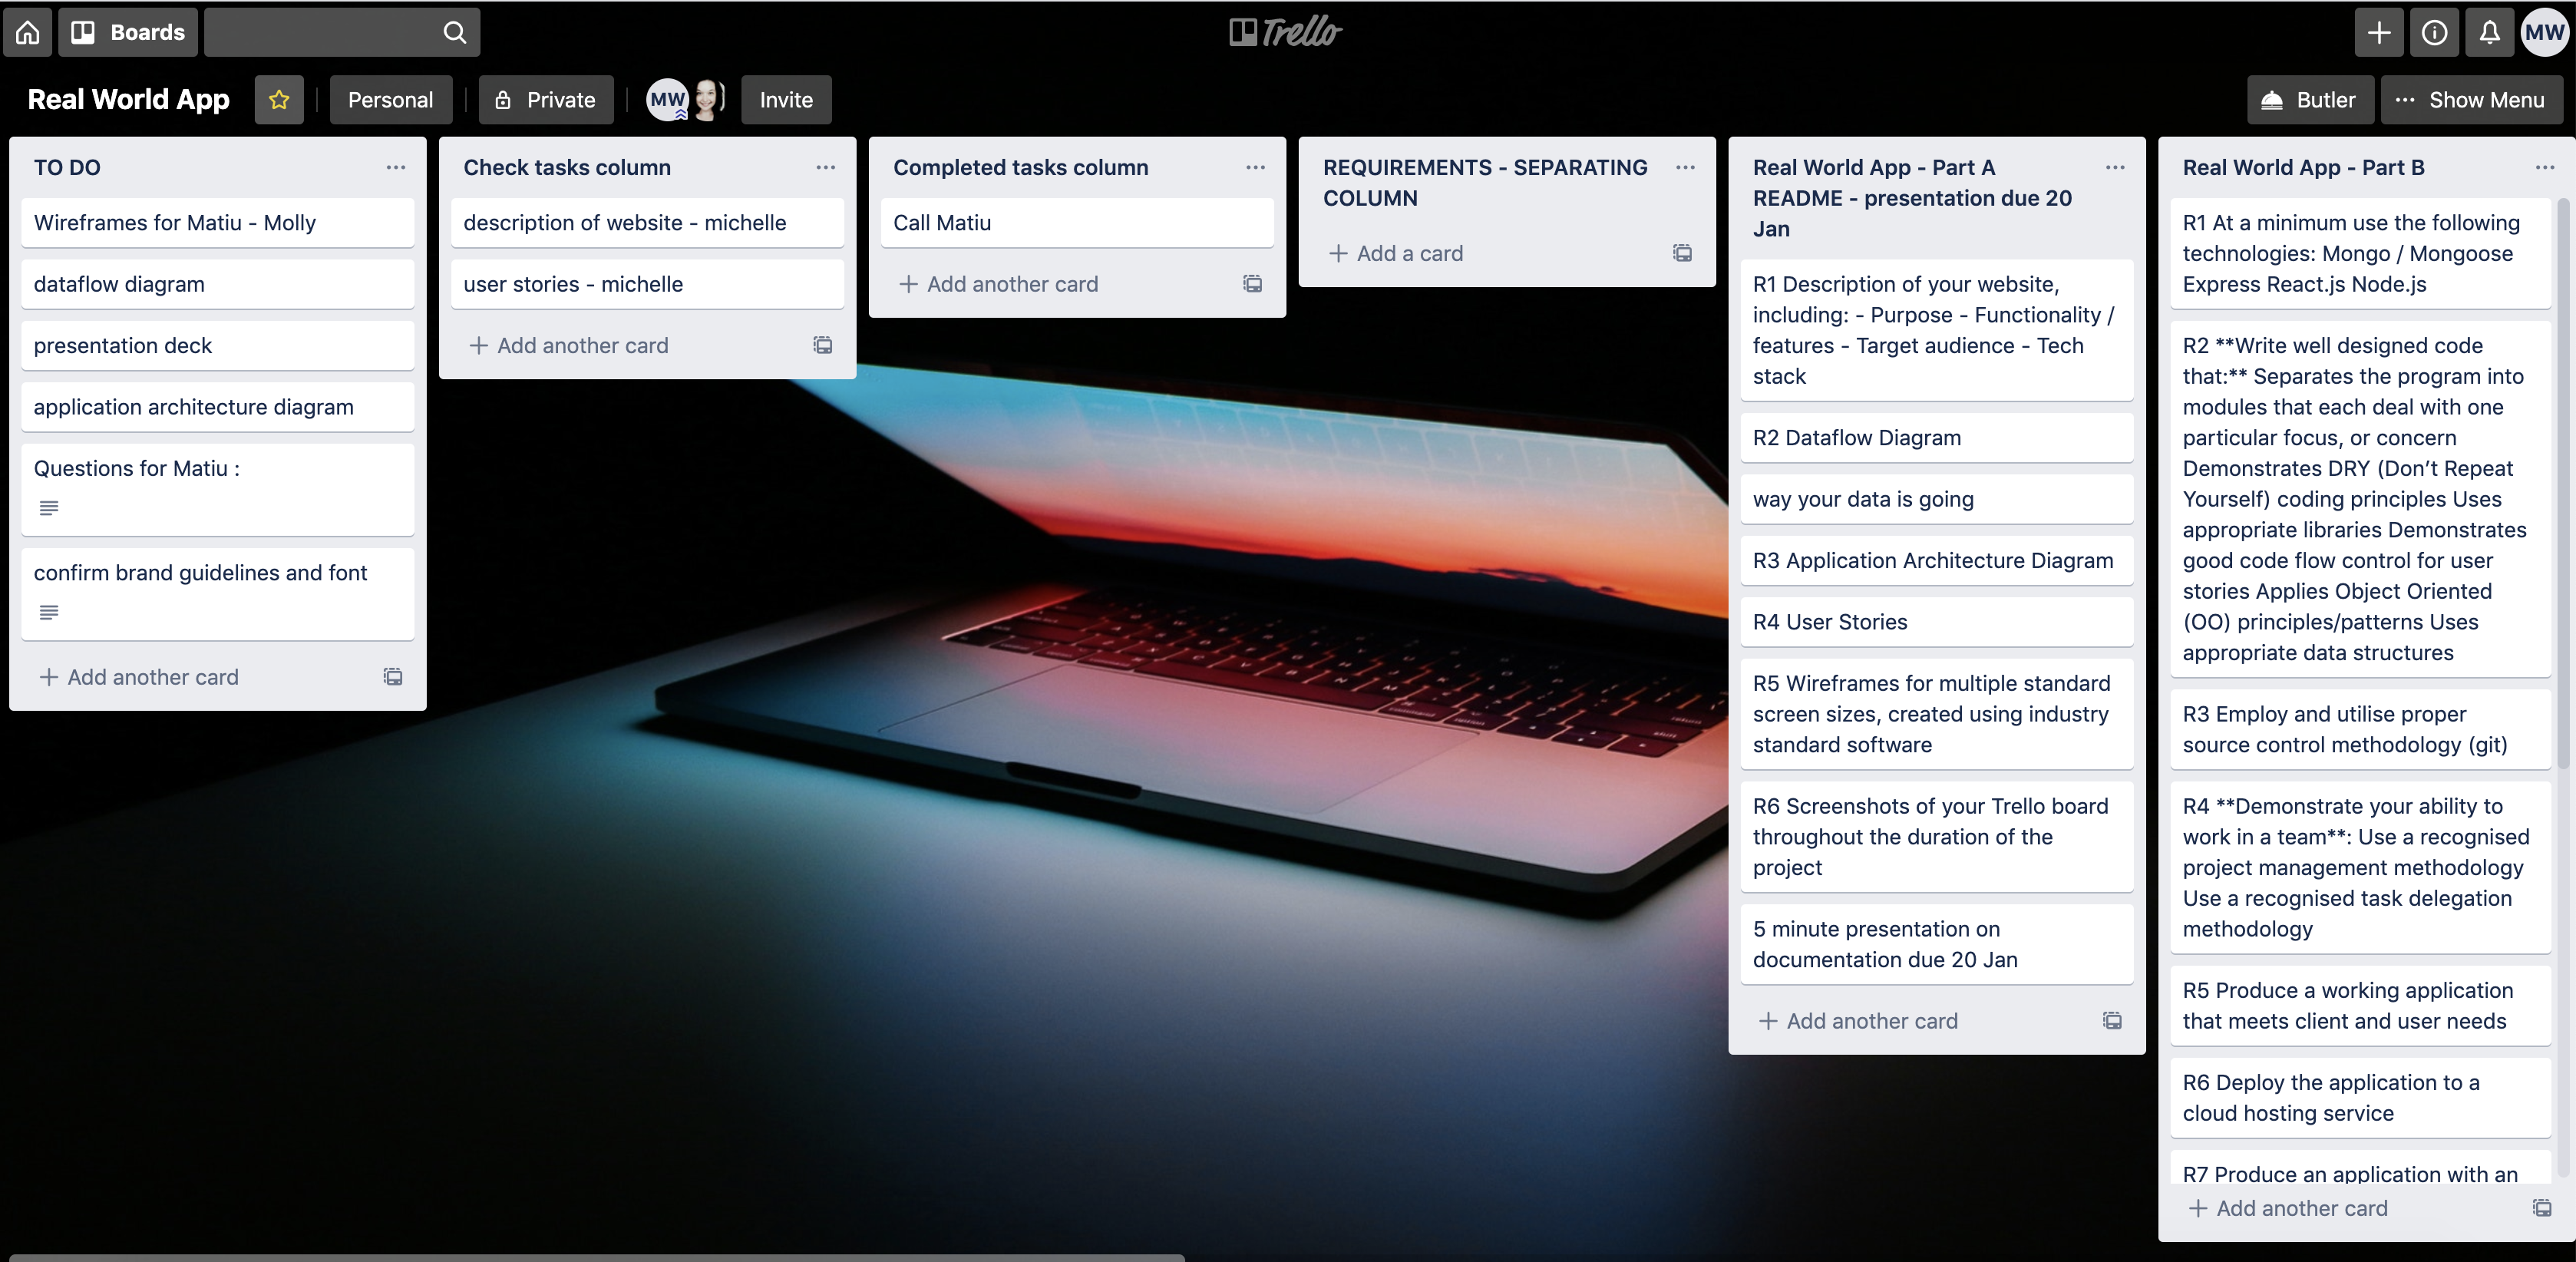 Boards
Trello
MW
Real World App
Personal
Private
MW
Invite
Butler
Show Menu
TO DO
Wireframes for Matiu - Molly
dataflow diagram
presentation deck
application architecture diagram
Questions for Matiu :
confirm brand guidelines and font
Add another card
Check tasks column
description of website - michelle
user stories - michelle
Add another card
Completed tasks column
Call Matiu
Add another card
REQUIREMENTS - SEPARATING
COLUMN
Add a card
Real World App - Part A
README - presentation due 20
Jan
R1 Description of your website,
including: - Purpose - Functionality /
features - Target audience - Tech
stack
R2 Dataflow Diagram
way your data is going
R3 Application Architecture Diagram
R4 User Stories
R5 Wireframes for multiple standard
screen sizes, created using industry
standard software
R6 Screenshots of your Trello board
throughout the duration of the
project
5 minute presentation on
documentation due 20 Jan
Add another card
Real World App - Part B
R1 At a minimum use the following
technologies: Mongo / Mongoose
Express React.js Node.js
R2 **Write well designed code
that:** Separates the program into
modules that each deal with one
particular focus, or concern
Demonstrates DRY (Don’t Repeat
Yourself) coding principles Uses
appropriate libraries Demonstrates
good code flow control for user
stories Applies Object Oriented
(OO) principles/patterns Uses
appropriate data structures
R3 Employ and utilise proper
source control methodology (git)
R4 **Demonstrate your ability to
work in a team**: Use a recognised
project management methodology
Use a recognised task delegation
methodology
R5 Produce a working application
that meets client and user needs
R6 Deploy the application to a
cloud hosting service
R7 Produce an application with an
Add another card